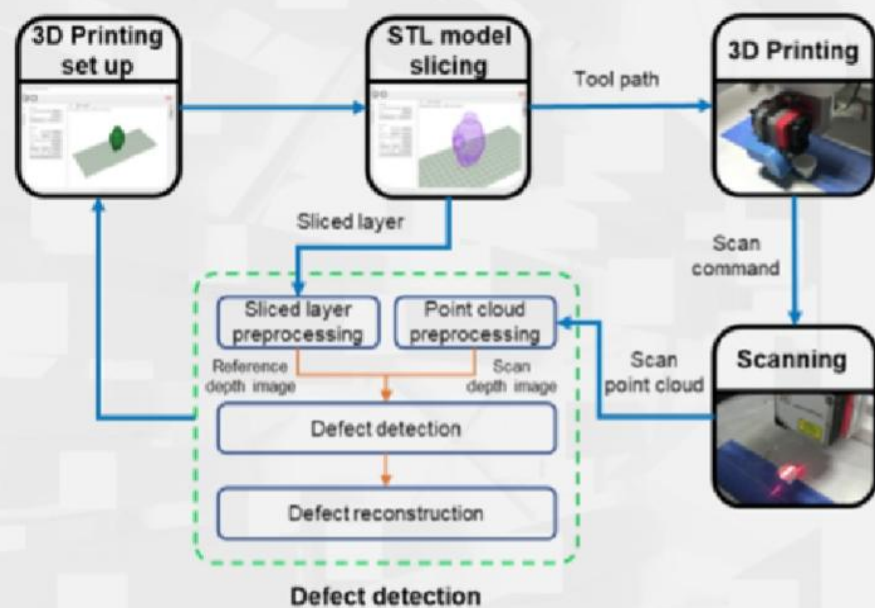 3D Printing
set up
STL model
slicing
3D Printing
Tool path
Sliced layer
Scan
command
Sliced layer
preprocessing
Point cloud
preprocessing
Scanning
Reference
depth image
Scan
depth image
Scan
point cloud
Defect detection
Defect reconstruction
Defect detection